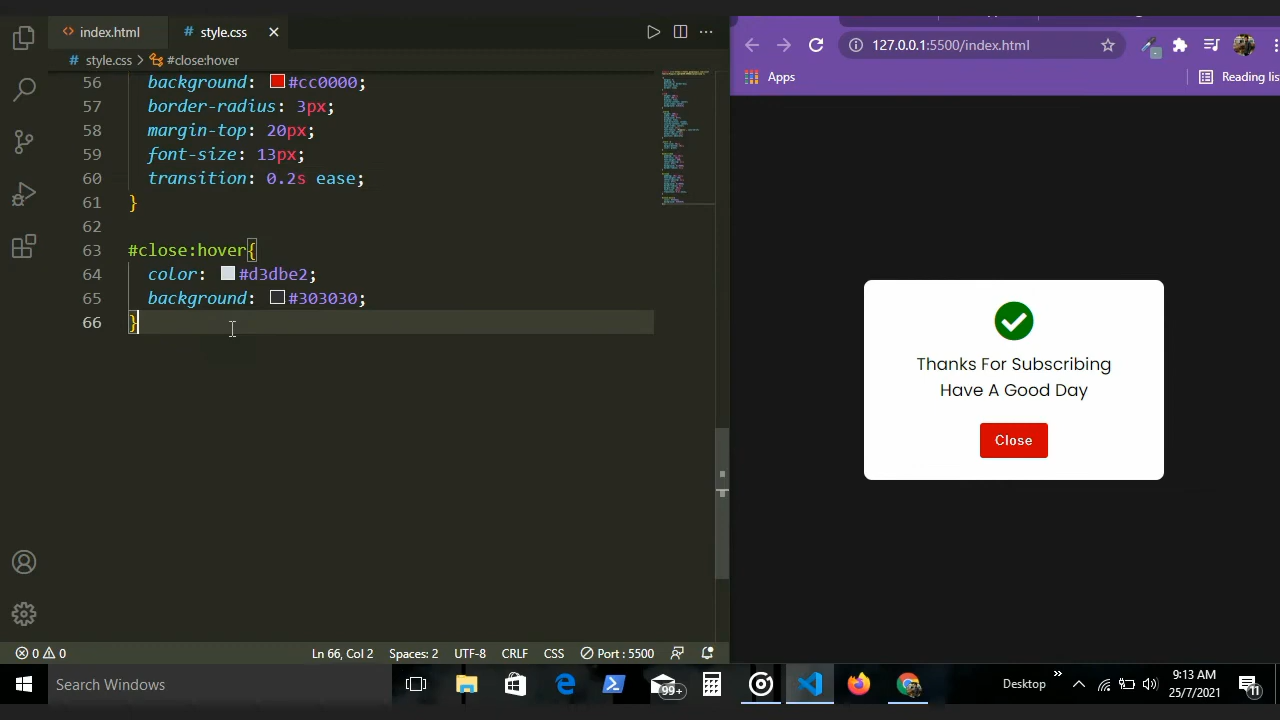 index.html
style.css
style.css > #close:hover
56 background: #cc0000;
57 border-radius: 3px;
58 margin-top: 20px;
59 font-size: 13px;
60 transition: 0.2s ease;
61 }
62
63 #close:hover{
64 color: #d3dbe2;
65 background: #303030;
66 }
0 0
Ln 66, Col 2
Spaces: 2
UTF-8
CRLF
CSS
Port : 5500
127.0.0.1:5500/index.html
Apps
Reading list
Thanks For Subscribing
Have A Good Day
Close
Search Windows
99+
Desktop
9:13 AM
25/7/2021
11